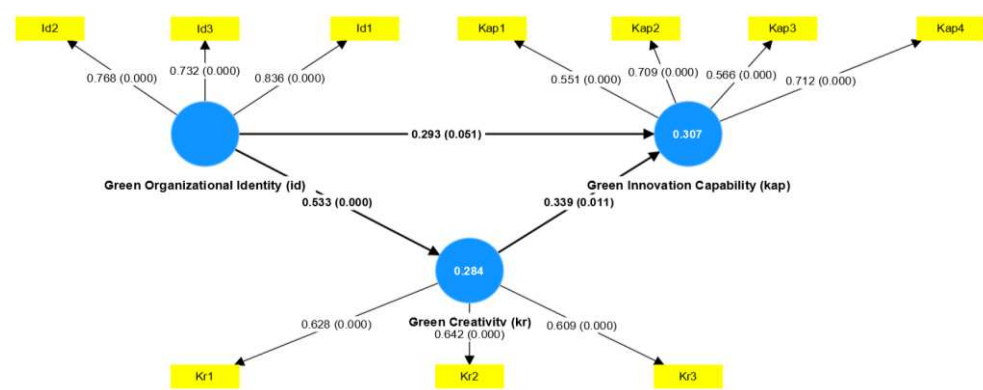 Id2
Id3
Id1
Kap1
Kap2
Kap3
Kap4
0.768 (0.000)
0.732 (0.000)
0.836 (0.000)
0.551 (0.000)
0.709 (0.000)
0.566 (0.000)
0.712 (0.000)
0.293 (0.051)
0.307
Green Organizational Identity (id)
Green Innovation Capability (kap)
0.533 (0.000)
0.339 (0.011)
0.284
Green Creativity (kr)
0.628 (0.000)
0.642 (0.000)
0.609 (0.000)
Kr1
Kr2
Kr3